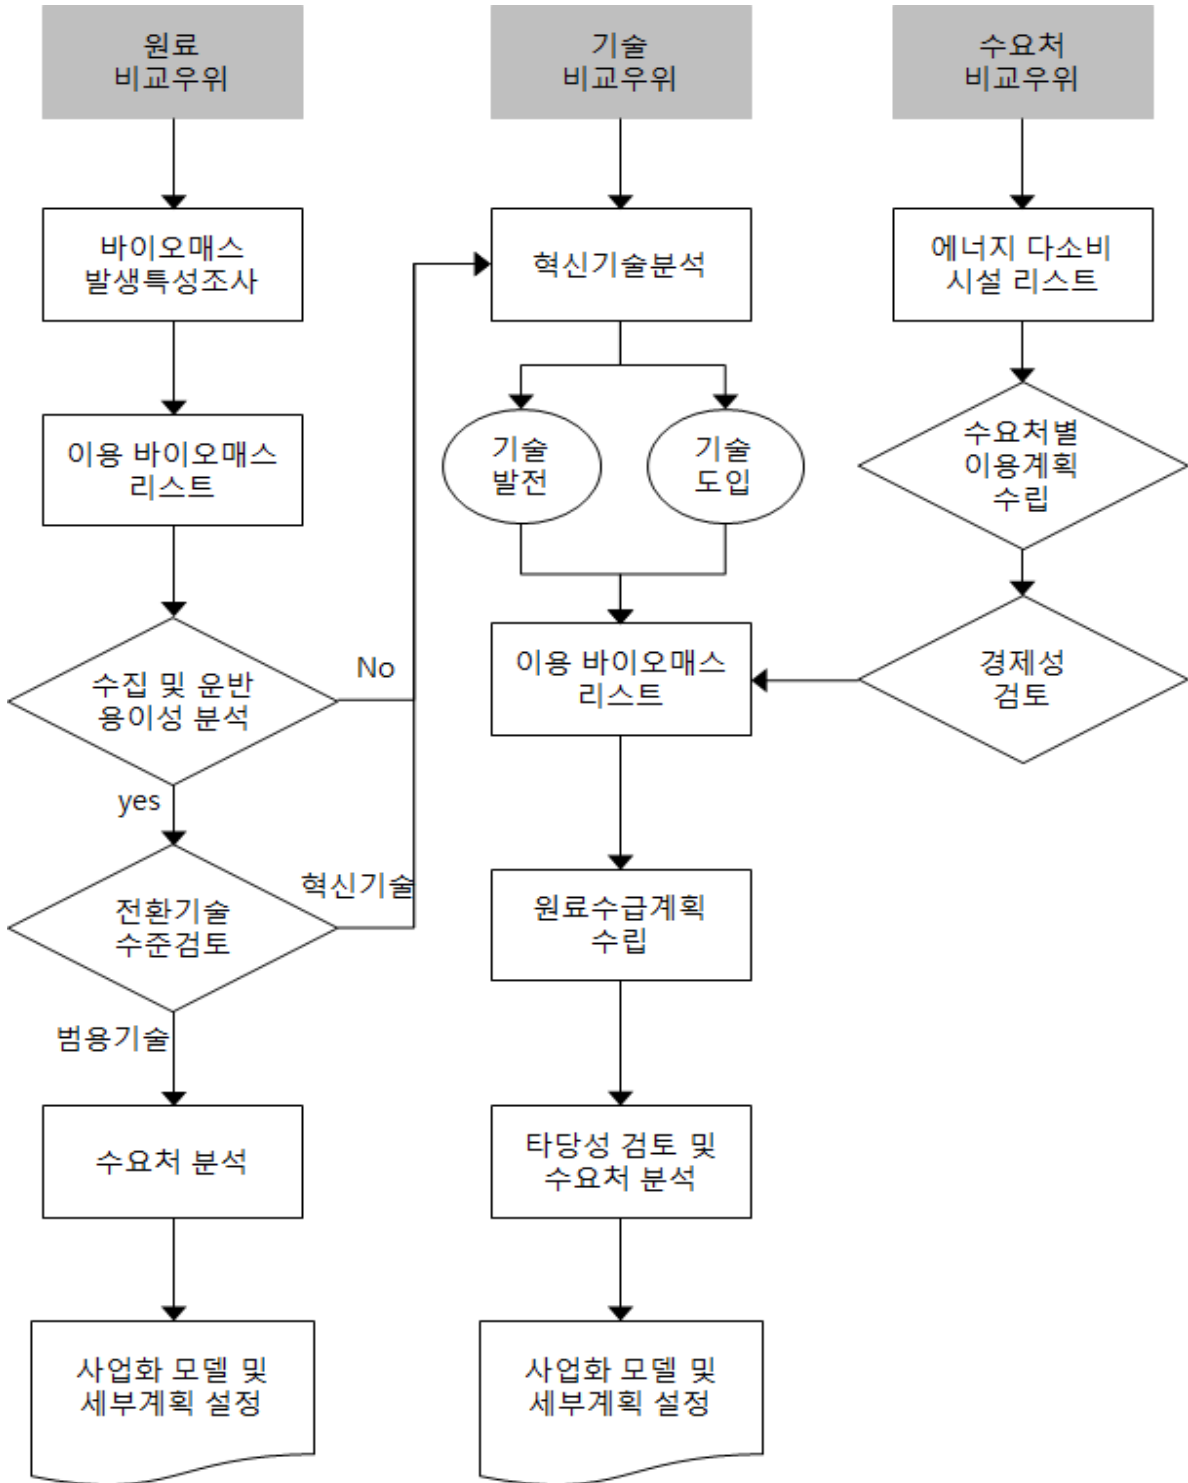 원료
비교우위
바이오매스
발생특성조사
이용 바이오매스
리스트
수집 및 운반
용이성 분석
No
yes
전환기술
수준검토
혁신기술
범용기술
수요처 분석
사업화 모델 및
세부계획 설정
기술
비교우위
혁신기술분석
기술
발전
기술
도입
이용 바이오매스
리스트
원료수급계획
수립
타당성 검토 및
수요처 분석
사업화 모델 및
세부계획 설정
수요처
비교우위
에너지 다소비
시설 리스트
수요처별
이용계획
수립
경제성
검토